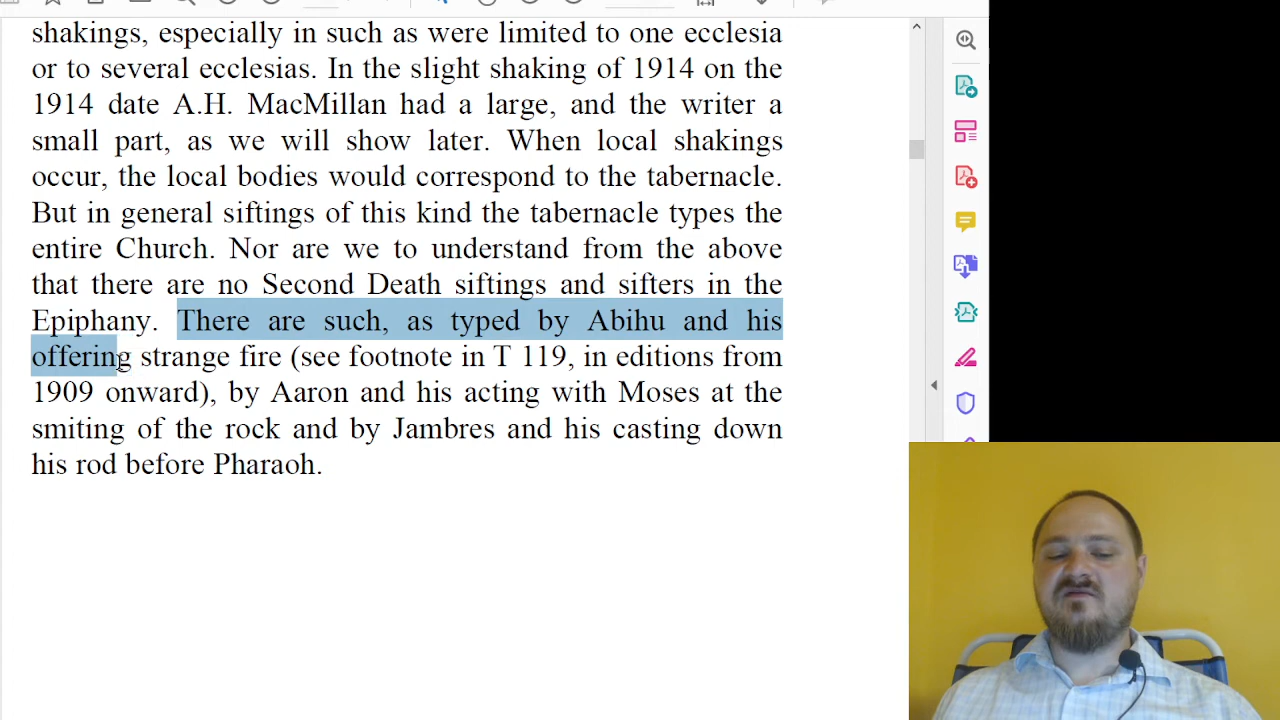 shakings, especially in such as were limited to one ecclesia
or to several ecclesias. In the slight shaking of 1914 on the
1914 date A.H. MacMillan had a large, and the writer a
small part, as we will show later. When local shakings
occur, the local bodies would correspond to the tabernacle.
But in general siftings of this kind the tabernacle types the
entire Church. Nor are we to understand from the above
that there are no Second Death siftings and sifters in the
Epiphany. There are such, as typed by Abihu and his
offering strange fire (see footnote in T 119, in editions from
1909 onward), by Aaron and his acting with Moses at the
smiting of the rock and by Jambres and his casting down
his rod before Pharaoh.